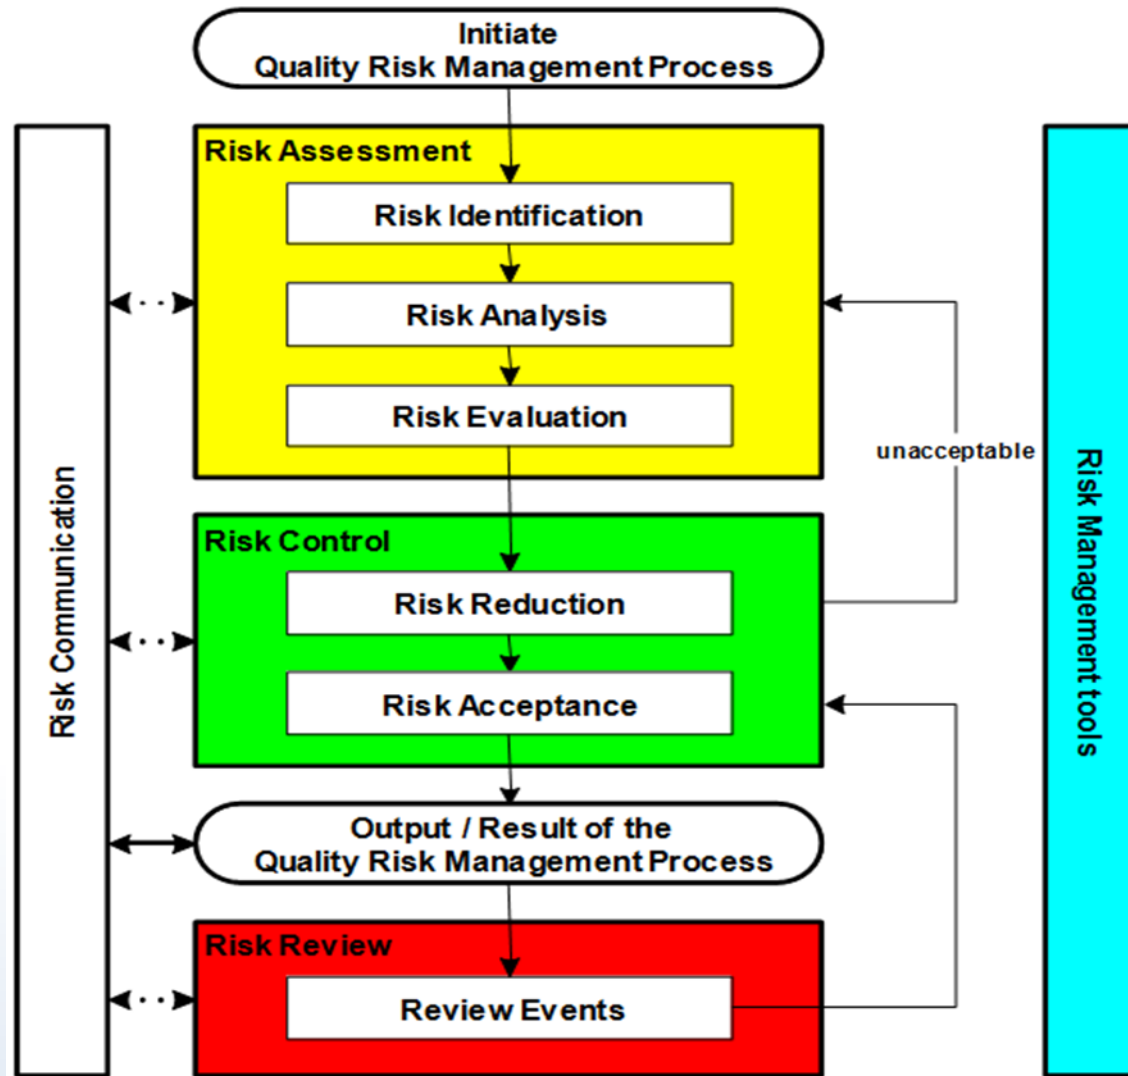 Initiate
Quality Risk Management Process
Risk Assessment
Risk Identification
Risk Analysis
Risk Evaluation
unacceptable
Risk Control
Risk Reduction
Risk Acceptance
Output / Result of the
Quality Risk Management Process
Risk Review
Review Events
Risk Communication
Risk Management tools